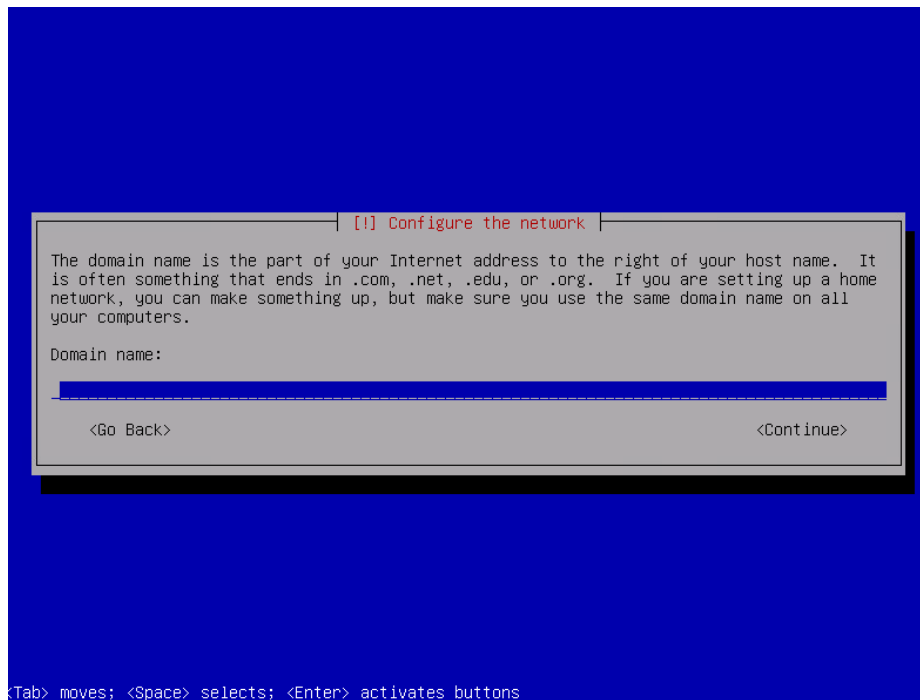 [!] Configure the network
The domain name is the part of your Internet address to the right of your host name.  It
is often something that ends in .com, .net, .edu, or .org.  If you are setting up a home
network, you can make something up, but make sure you use the same domain name on all
your computers.
Domain name:
<Go Back> <Continue>
<Tab> moves; <Space> selects; <Enter> activates buttons